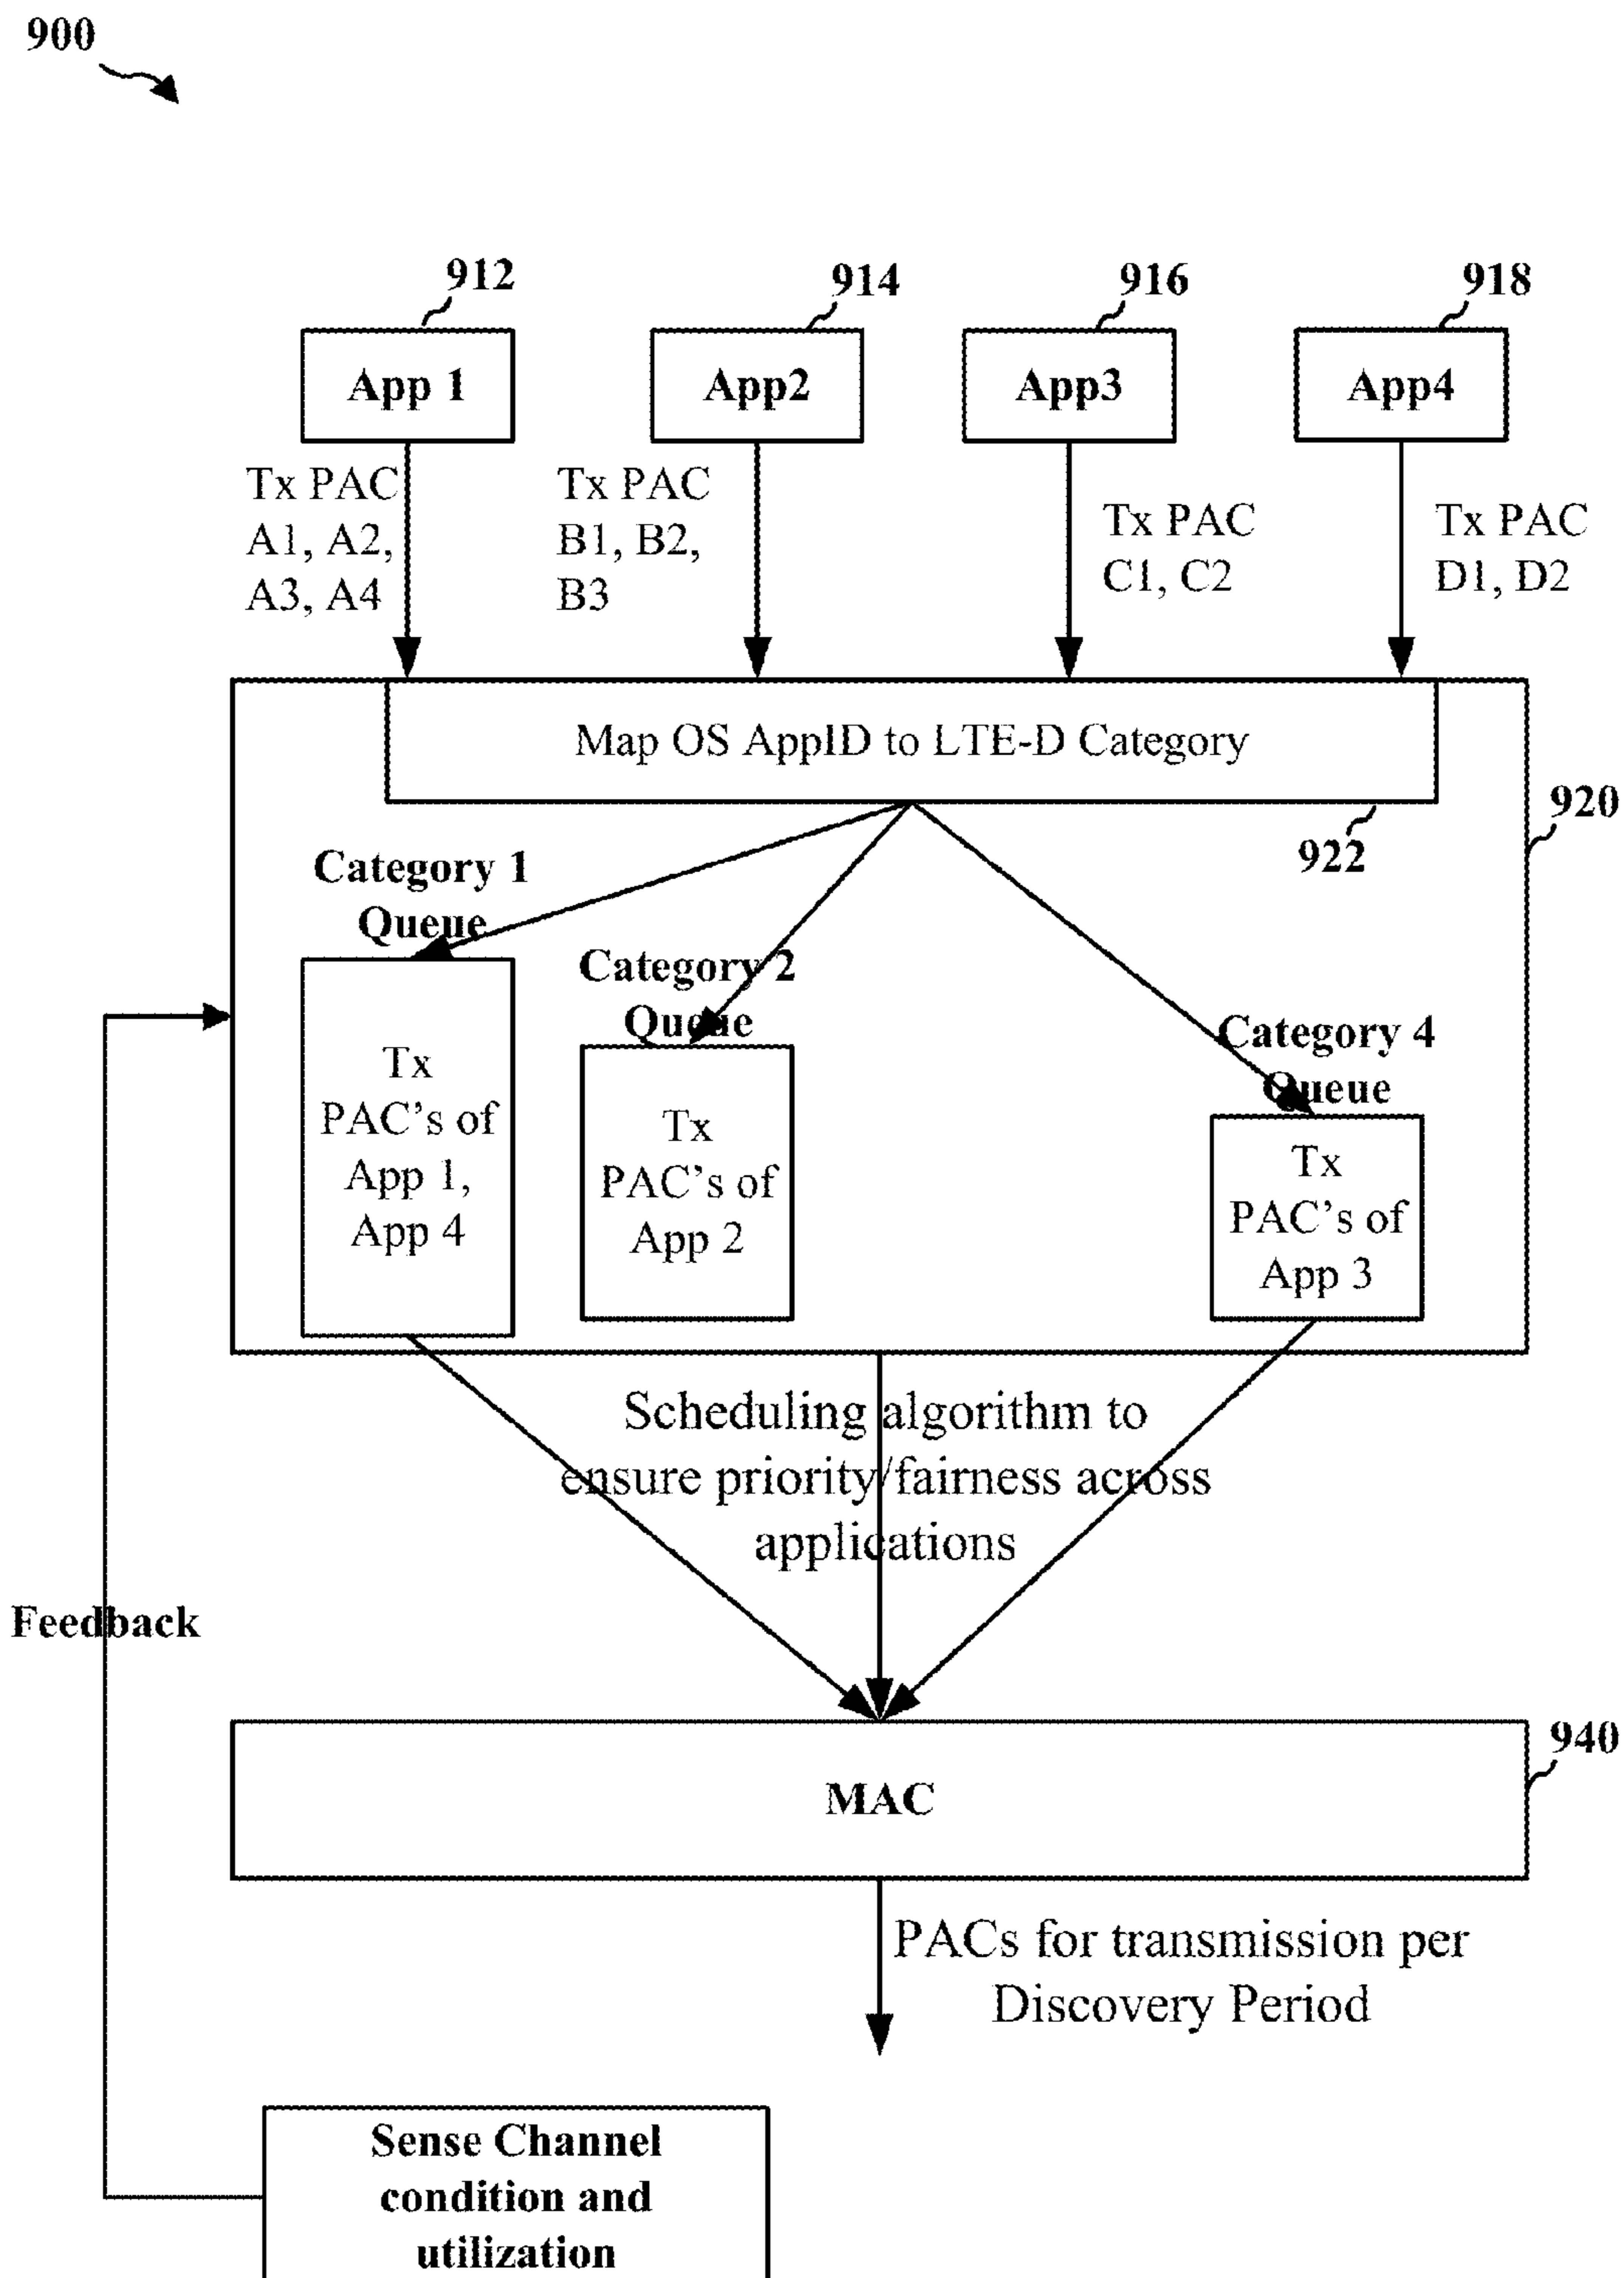 900
912
914
916
918
App 1
App2
App3
App4
Tx PAC
A1, A2,
A3, A4
Tx PAC
B1, B2,
B3
Tx PAC
C1, C2
Tx PAC
D1, D2
Map OS AppID to LTE-D Category
920
922
Category 1
Queue
Category 2
Queue
Category 4
Queue
Tx
PAC's of
App 1,
App 4
Tx
PAC's of
App 2
Tx
PAC's of
App 3
Scheduling algorithm to
ensure priority/fairness across
applications
Feedback
940
MAC
PACs for transmission per
Discovery Period
Sense Channel
condition and
utilization